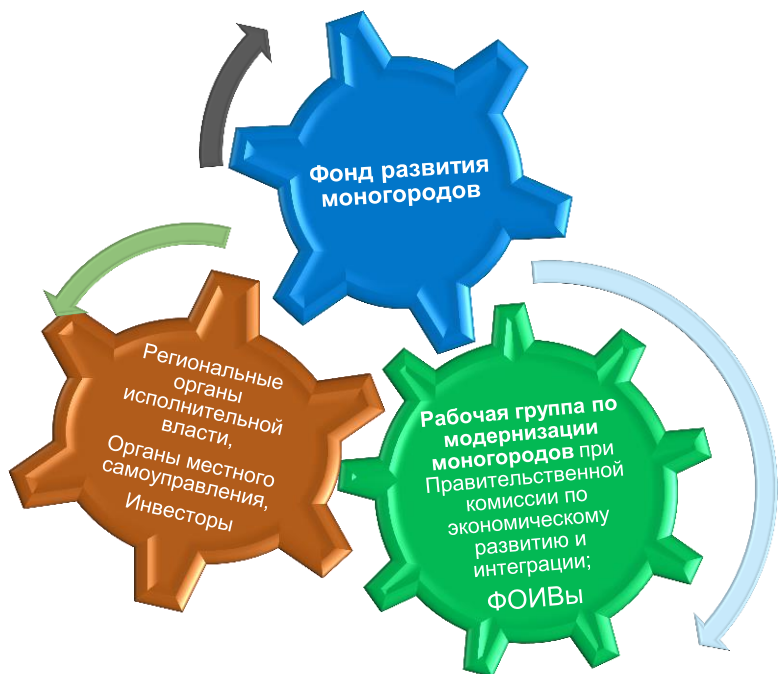 Фонд развития
моногородов
Региональные
органы
исполнительной
власти,
Органы местного
самоуправления,
Инвесторы
Рабочая группа по
модернизации
моногородов при
Правительственной
комиссии по
экономическому
развитию и
интеграции;
ФОИВы